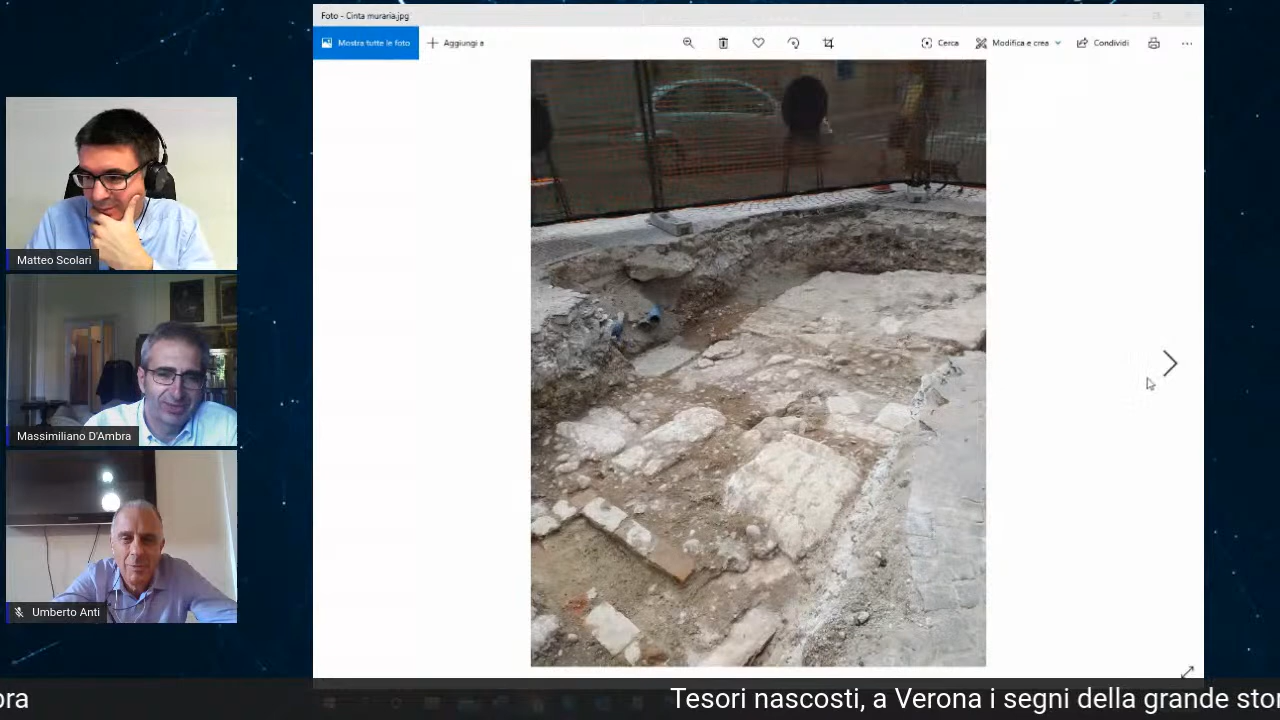 Foto - Cinta muraria.jpg
Mostra tutte le foto
Aggiungi a
Cerca
Modifica e crea
Condividi
Matteo Scolari
Massimiliano D'Ambra
Umberto Anti
bra
Tesori nascosti, a Verona i segni della grande stor